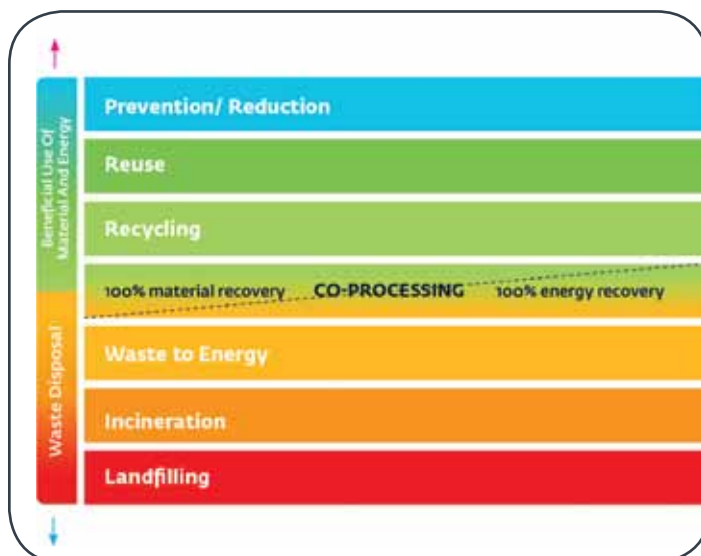 Beneficial Use Of
Material And Energy
Waste Disposal
Prevention/ Reduction
Reuse
Recycling
100% material recovery CO-PROCESSING 100% energy recovery
Waste to Energy
Incineration
Landfilling